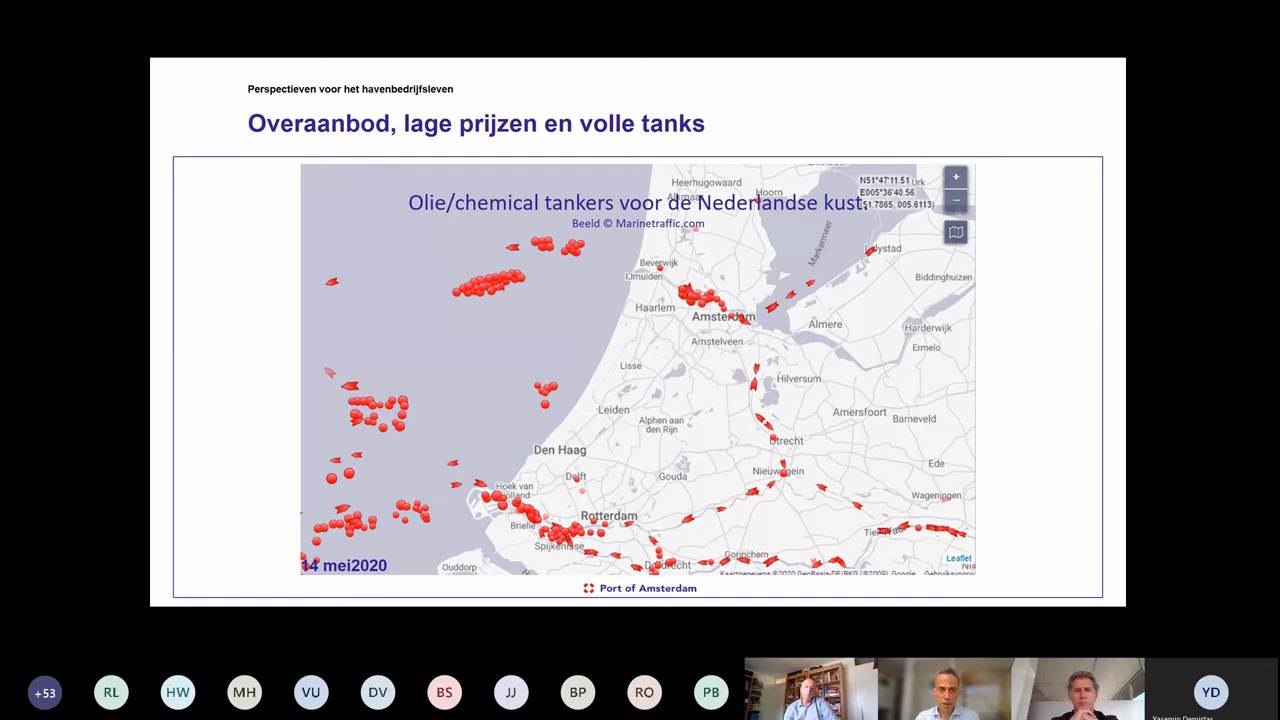 Perspectieven voor het havenbedrijfsleven
Overaanbod, lage prijzen en volle tanks
Olie/chemical tankers voor de Nederlandse kust.
Beeld © Marinetraffic.com
N51°47'11.51
E005°36'40.56
51.7865, 005.6113)
+
−
Heerhugowaard
Hoorn
Alkmaar
Urk
Markermeer
Lelystad
Beverwijk
IJmuiden
Biddinghuizen
Haarlem
Amsterdam
Almere
Harderwijk
Amstelveen
Ermelo
Lisse
Hilversum
Leiden
Alphen aan
den Rijn
Amersfoort
Barneveld
Utrecht
Den Haag
Ede
Delft
Gouda
Nieuwegein
Hoek van
Holland
Wageningen
Rotterdam
Brielle
Tiel
Spijkenisse
Gorinchem
Leaflet
14 mei2020
Ouddorp
Dordrecht
Port of Amsterdam
+53
RL
HW
MH
VU
DV
BS
JJ
BP
RO
PB
YD
Yasemin Demirtas